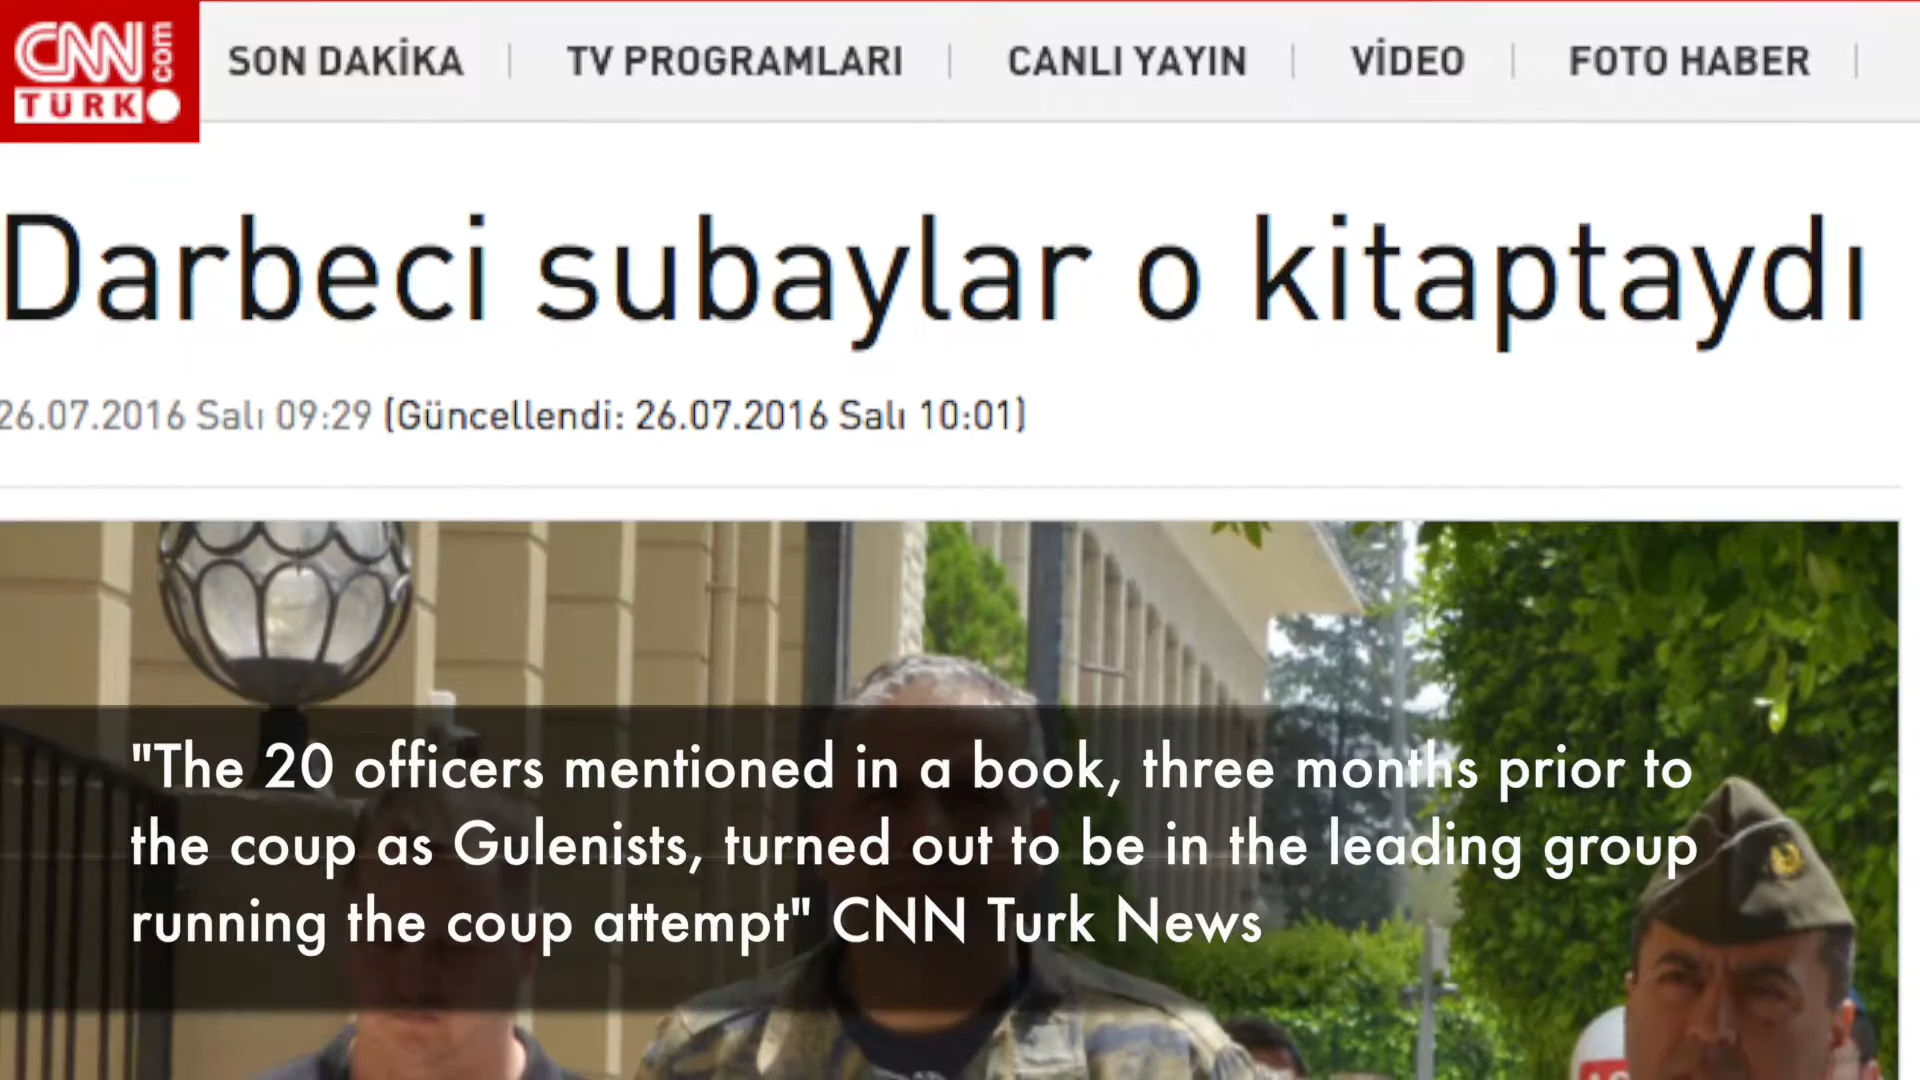 CNN
TURK
.com
SON DAKİKA
TV PROGRAMLARI
CANLI YAYIN
VİDEO
FOTO HABER
Darbeci subaylar o kitaptaydı
26.07.2016 Salı 09:29 (Güncellendi: 26.07.2016 Salı 10:01)
"The 20 officers mentioned in a book, three months prior to
the coup as Gulenists, turned out to be in the leading group
running the coup attempt" CNN Turk News